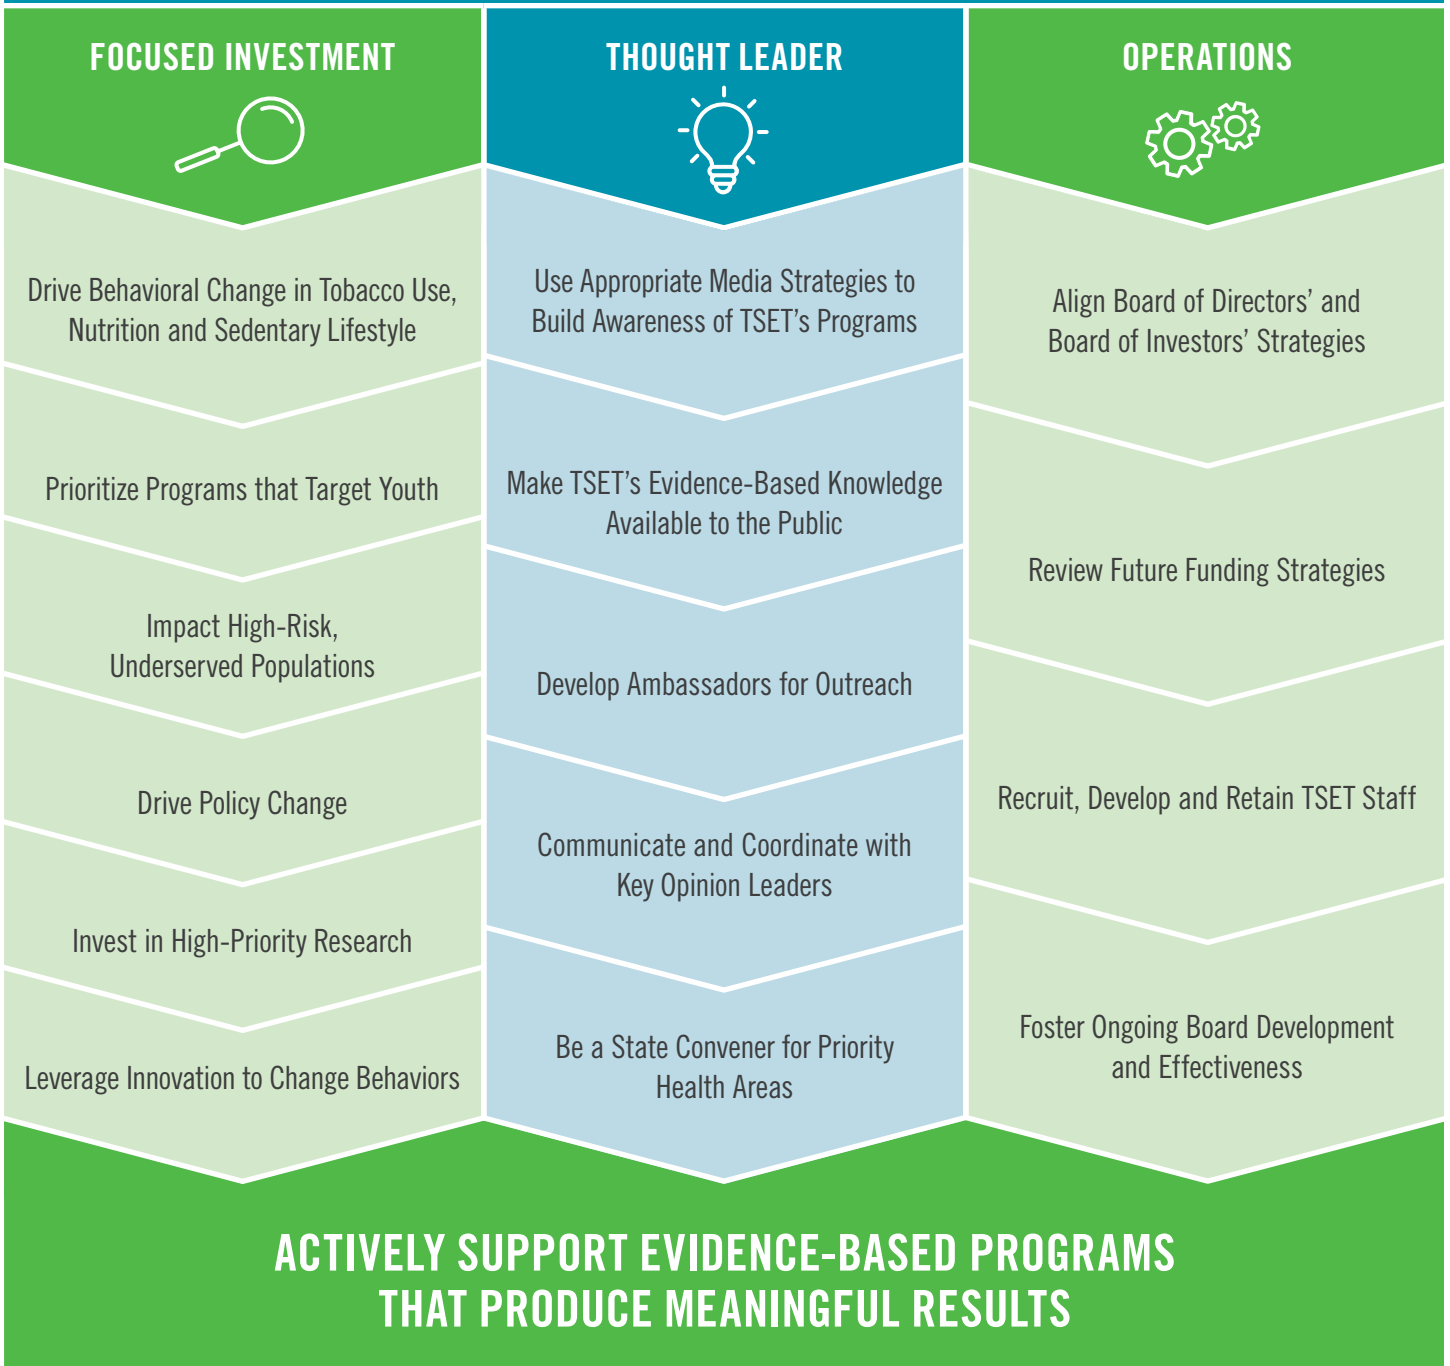 FOCUSED INVESTMENT
Drive Behavioral Change in Tobacco Use,
Nutrition and Sedentary Lifestyle
Prioritize Programs that Target Youth
Impact High-Risk,
Underserved Populations
Drive Policy Change
Invest in High-Priority Research
Leverage Innovation to Change Behaviors
THOUGHT LEADER
Use Appropriate Media Strategies to
Build Awareness of TSET’s Programs
Make TSET’s Evidence-Based Knowledge
Available to the Public
Develop Ambassadors for Outreach
Communicate and Coordinate with
Key Opinion Leaders
Be a State Convener for Priority
Health Areas
OPERATIONS
Align Board of Directors’ and
Board of Investors’ Strategies
Review Future Funding Strategies
Recruit, Develop and Retain TSET Staff
Foster Ongoing Board Development
and Effectiveness
ACTIVELY SUPPORT EVIDENCE-BASED PROGRAMS
THAT PRODUCE MEANINGFUL RESULTS